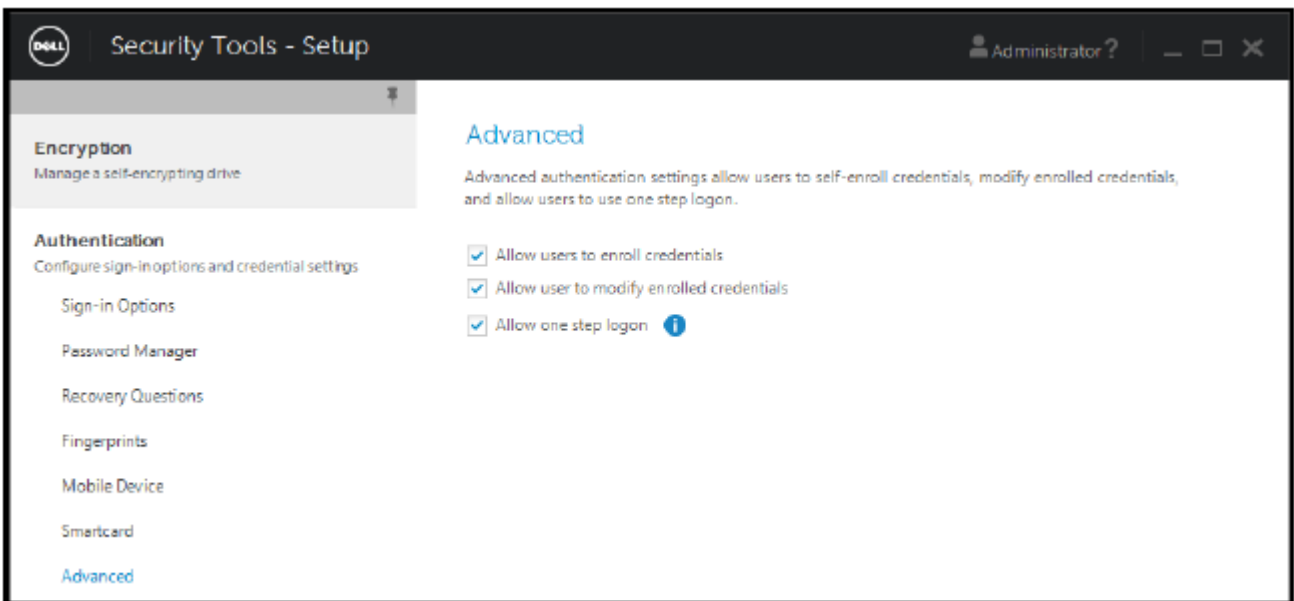 DELL
Security Tools - Setup
Administrator ?
Encryption
Manage a self-encrypting drive
Authentication
Configure sign-in options and credential settings
Sign-in Options
Password Manager
Recovery Questions
Fingerprints
Mobile Device
Smartcard
Advanced
Advanced
Advanced authentication settings allow users to self-enroll credentials, modify enrolled credentials,
and allow users to use one step logon.
Allow users to enroll credentials
Allow user to modify enrolled credentials
Allow one step logon i